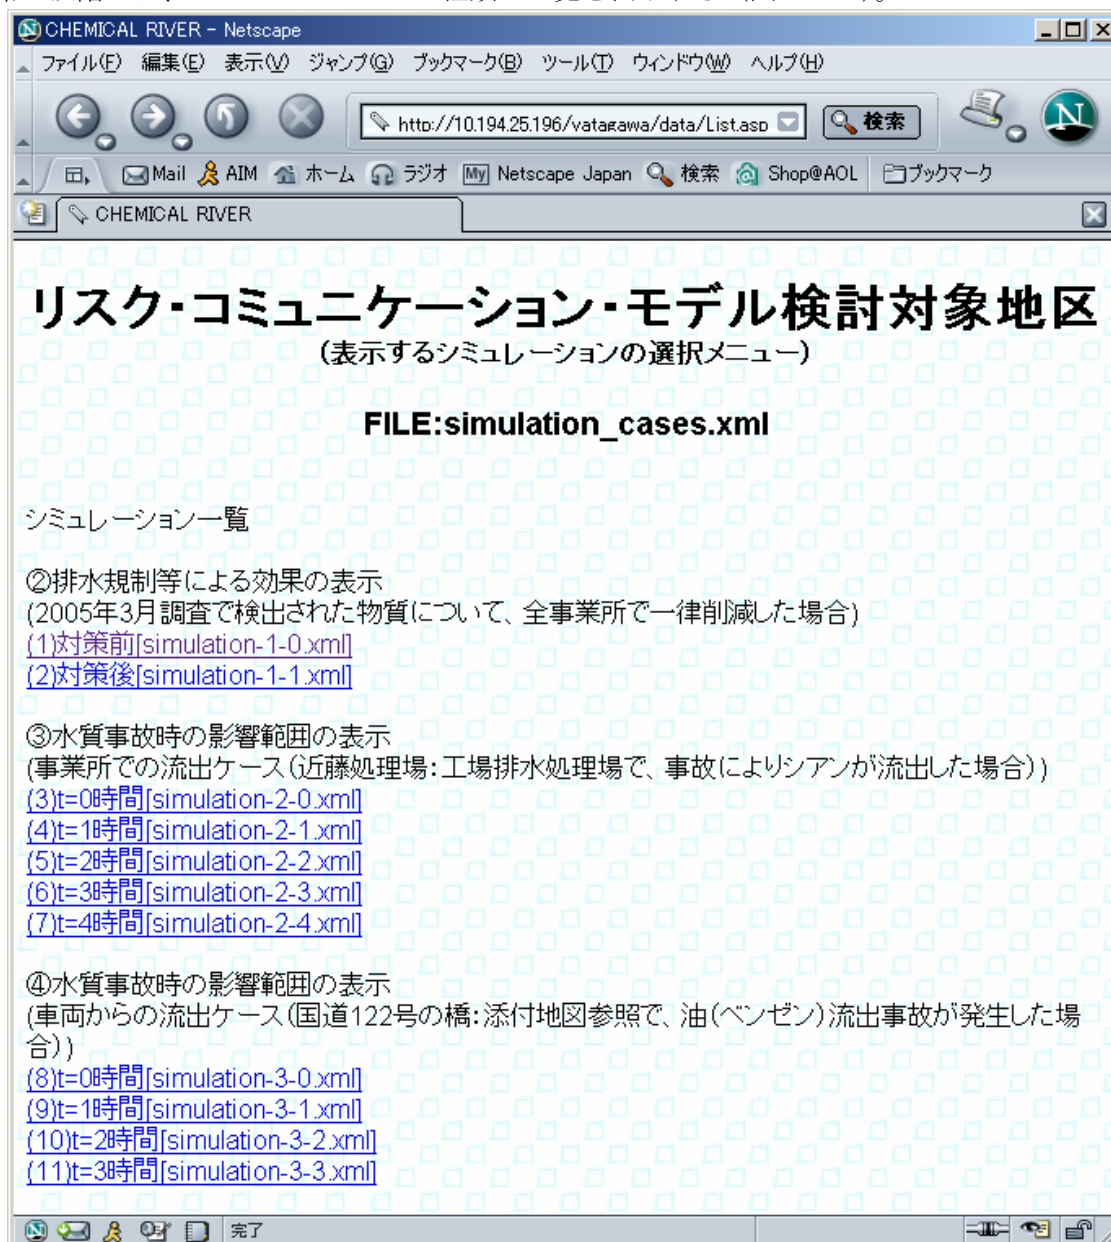 CHEMICAL RIVER - Netscape
ファイル(F) 編集(E) 表示(V) ジャンプ(G) ブックマーク(B) ツール(T) ウィンドウ(W) ヘルプ(H)
http://10.194.25.196/yatagawa/data/List.asp 検索
Mail AIM ホーム ラジオ My Netscape Japan 検索 Shop@AOL ブックマーク
CHEMICAL RIVER
リスク・コミュニケーション・モデル検討対象地区
(表示するシミュレーションの選択メニュー)
FILE:simulation_cases.xml
シミュレーション一覧
②排水規制等による効果の表示
(2005年3月調査で検出された物質について、全事業所で一律削減した場合)
(1)対策前[simulation-1-0.xml]
(2)対策後[simulation-1-1.xml]
③水質事故時の影響範囲の表示
(事業所での流出ケース(近藤処理場:工場排水処理場で、事故によりシアンが流出した場合))
(3)t=0時間[simulation-2-0.xml]
(4)t=1時間[simulation-2-1.xml]
(5)t=2時間[simulation-2-2.xml]
(6)t=3時間[simulation-2-3.xml]
(7)t=4時間[simulation-2-4.xml]
④水質事故時の影響範囲の表示
(車両からの流出ケース(国道122号の橋:添付地図参照で、油(ベンゼン)流出事故が発生した場
合))
(8)t=0時間[simulation-3-0.xml]
(9)t=1時間[simulation-3-1.xml]
(10)t=2時間[simulation-3-2.xml]
(11)t=3時間[simulation-3-3.xml]
完了